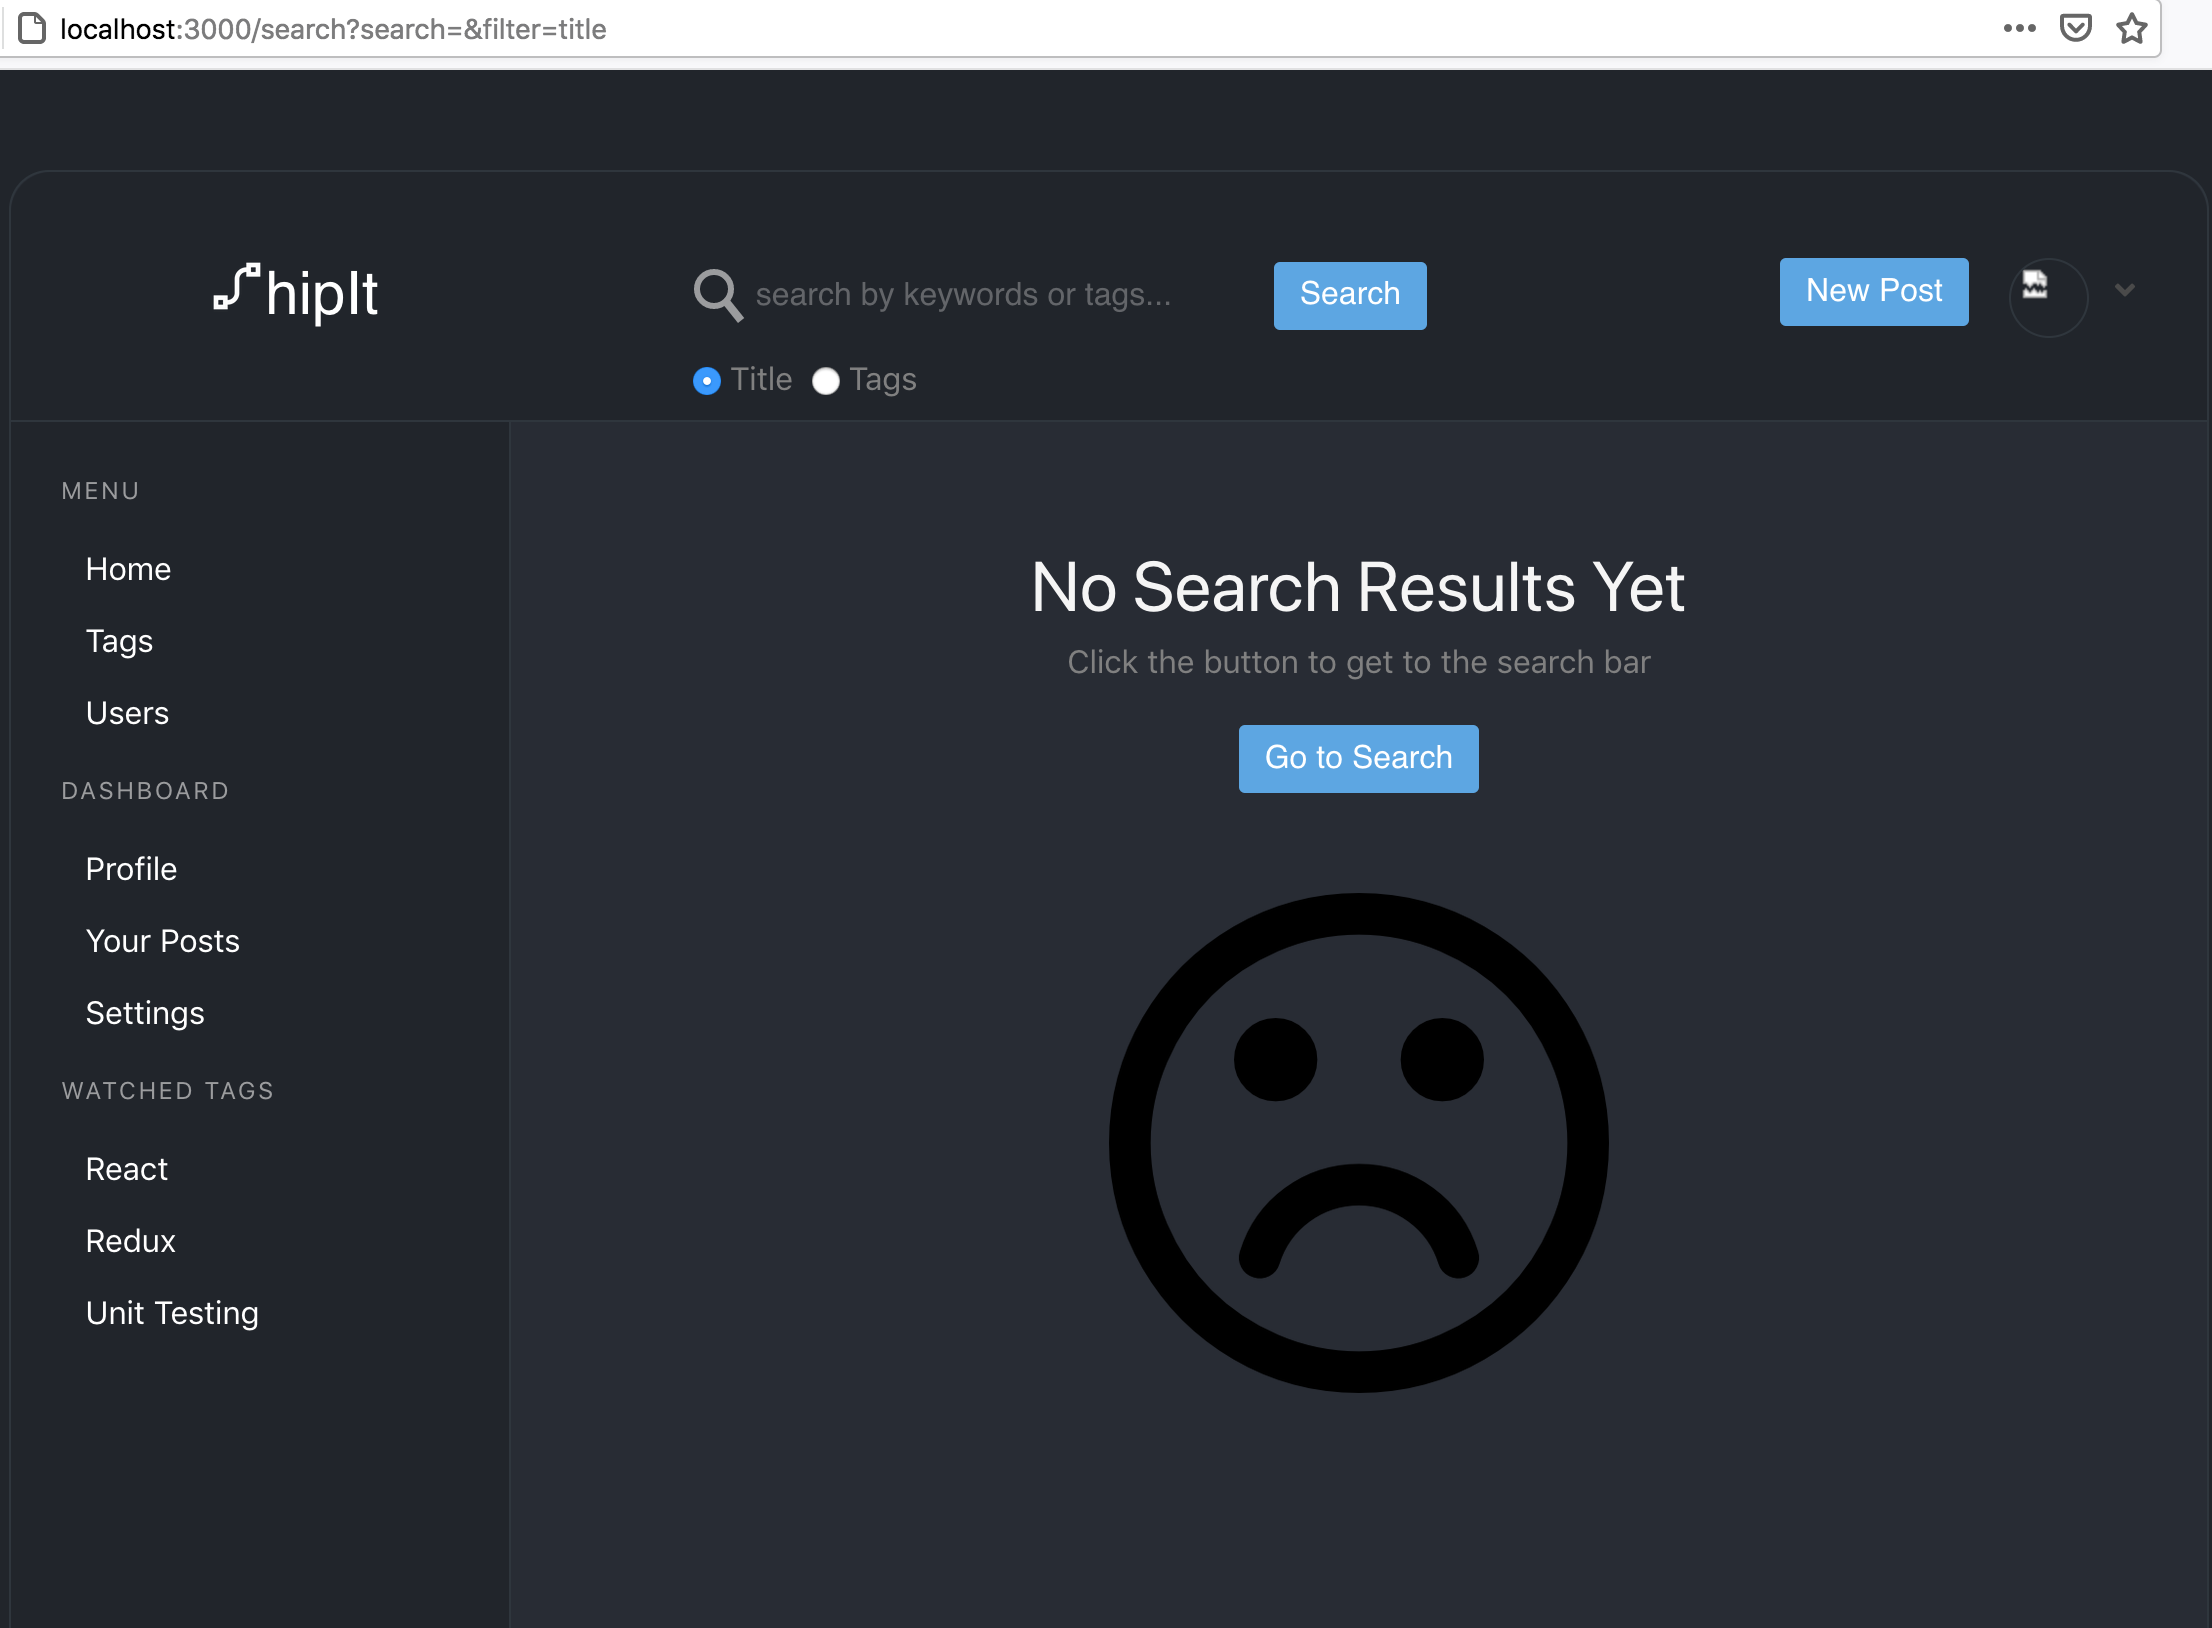 localhost:3000/search?search=&filter=title
hipIt
search by keywords or tags...
Search
New Post
Title
Tags
MENU
Home
Tags
Users
DASHBOARD
Profile
Your Posts
Settings
WATCHED TAGS
React
Redux
Unit Testing
No Search Results Yet
Click the button to get to the search bar
Go to Search